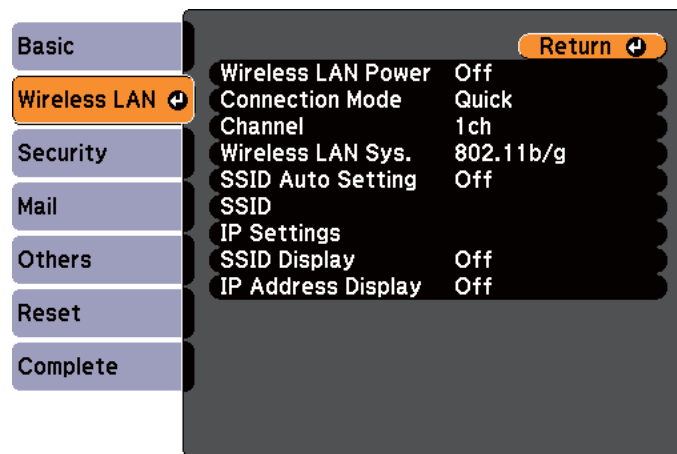 Basic
Wireless LAN
Security
Mail
Others
Reset
Complete
Return
Wireless LAN Power Off
Connection Mode Quick
Channel 1ch
Wireless LAN Sys. 802.11b/g
SSID Auto Setting Off
SSID
IP Settings
SSID Display Off
IP Address Display Off